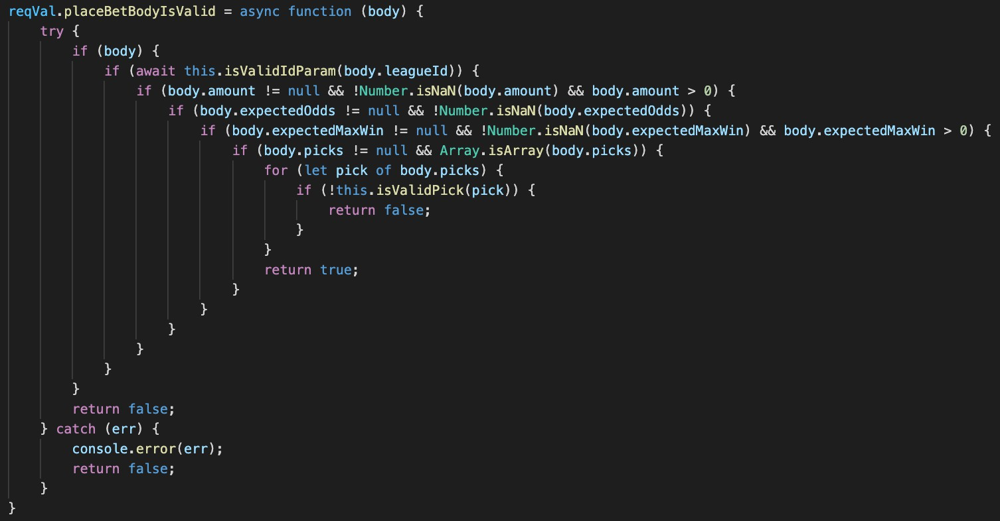 reqVal.placeBetBodyIsValid = async function (body) {
    try {
        if (body) {
            if (await this.isValidIdParam(body.leagueId)) {
                if (body.amount != null && !Number.isNaN(body.amount) && body.amount > 0) {
                    if (body.expectedOdds != null && !Number.isNaN(body.expectedOdds)) {
                        if (body.expectedMaxWin != null && !Number.isNaN(body.expectedMaxWin) && body.expectedMaxWin > 0) {
                            if (body.picks != null && Array.isArray(body.picks)) {
                                for (let pick of body.picks) {
                                    if (!this.isValidPick(pick)) {
                                        return false;
                                    }
                                }
                                return true;
                            }
                        }
                    }
                }
            }
        }
        return false;
    } catch (err) {
        console.error(err);
        return false;
    }
}